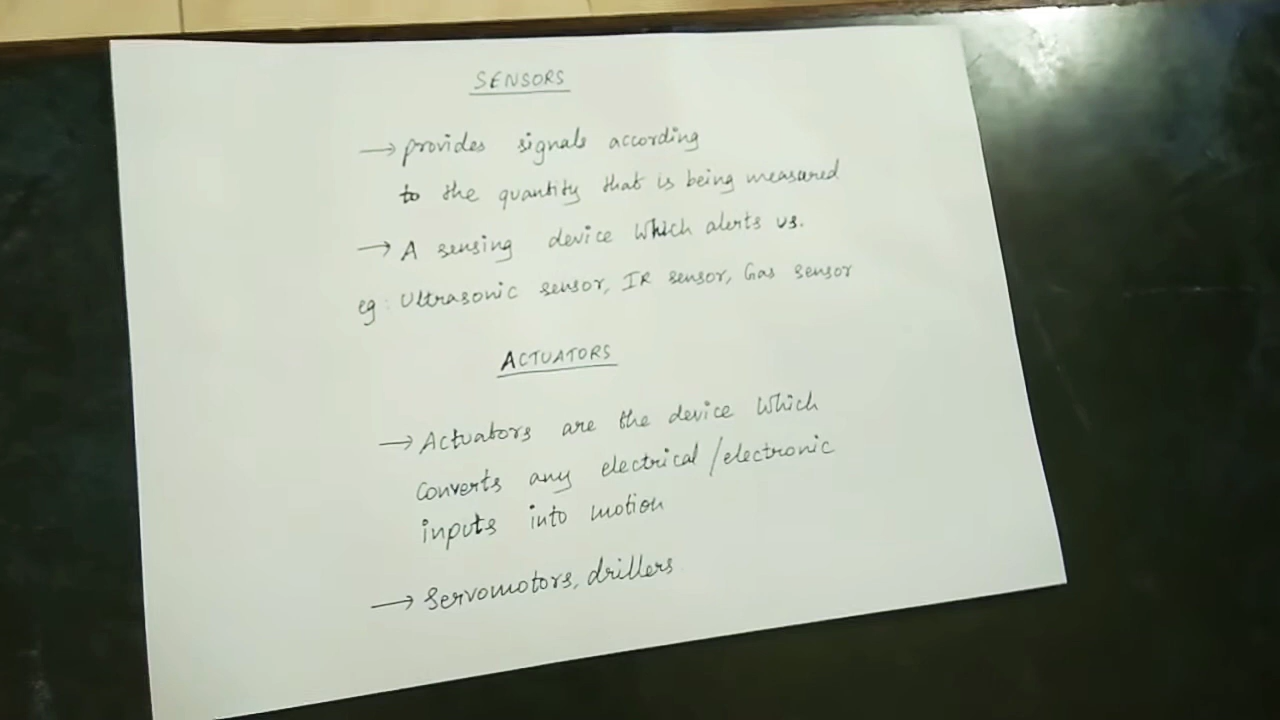 SENSORS
→ provides signals according
to the quantity that is being measured
→ A sensing device which alerts us.
eg: Ultrasonic sensor, IR sensor, Gas sensor
ACTUATORS
→ Actuators are the device which
converts any electrical/electronic
inputs into motion
→ Servomotors, drillers.